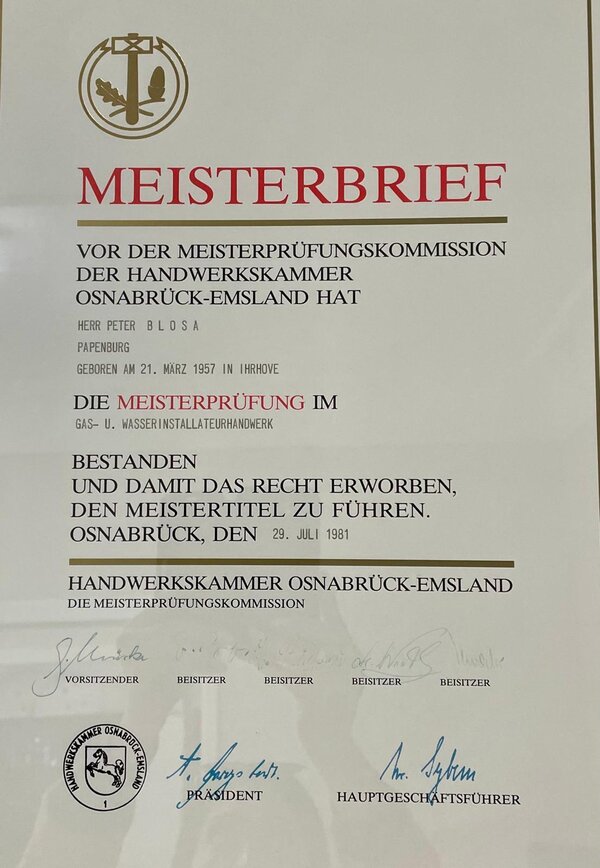 MEISTERBRIEF
VOR DER MEISTERPRÜFUNGSKOMMISSION
DER HANDWERKSKAMMER
OSNABRÜCK-EMSLAND HAT
HERR PETER B L O S A
PAPENBURG
GEBOREN AM 21. MÄRZ 1957 IN IHRHOVE
DIE MEISTERPRÜFUNG IM
GAS- U. WASSERINSTALLATEURHANDWERK
BESTANDEN
UND DAMIT DAS RECHT ERWORBEN,
DEN MEISTERTITEL ZU FÜHREN.
OSNABRÜCK, DEN 29. JULI 1981
HANDWERKSKAMMER OSNABRÜCK-EMSLAND
DIE MEISTERPRÜFUNGSKOMMISSION
VORSITZENDER BEISITZER BEISITZER BEISITZER BEISITZER
HANDWERKSKAMMER OSNABRÜCK-EMSLAND
1
PRÄSIDENT HAUPTGESCHÄFTSFÜHRER